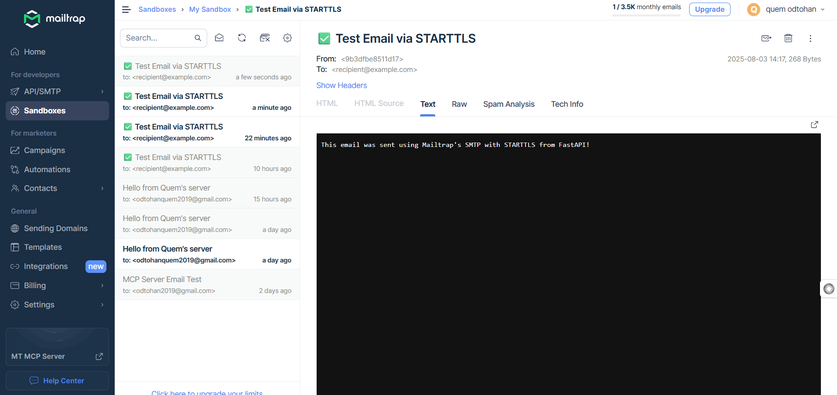 mailtrap
Home
For developers
API/SMTP
Sandboxes
For marketers
Campaigns
Automations
Contacts
General
Sending Domains
Templates
Integrations new
Billing
Settings
MT MCP Server
Help Center
Sandboxes › My Sandbox › ✅ Test Email via STARTTLS
1 / 3.5K monthly emails
Upgrade
quem odtohan
Search...
✅ Test Email via STARTTLS
to: <recipient@example.com> a few seconds ago
✅ Test Email via STARTTLS
to: <recipient@example.com> a minute ago
✅ Test Email via STARTTLS
to: <recipient@example.com> 22 minutes ago
✅ Test Email via STARTTLS
to: <recipient@example.com> 10 hours ago
Hello from Quem's server
to: <odtohanquem2019@gmail.com> 15 hours ago
Hello from Quem's server
to: <odtohanquem2019@gmail.com> a day ago
Hello from Quem's server
to: <odtohanquem2019@gmail.com> a day ago
MCP Server Email Test
to: <odtohan2019@gmail.com> 2 days ago
Click here to upgrade your limits
✅ Test Email via STARTTLS
From: <9b3dfbe8511d17>
To: <recipient@example.com>
2025-08-03 14:17, 268 Bytes
Show Headers
HTML HTML Source Text Raw Spam Analysis Tech Info
This email was sent using Mailtrap's SMTP with STARTTLS from FastAPI!